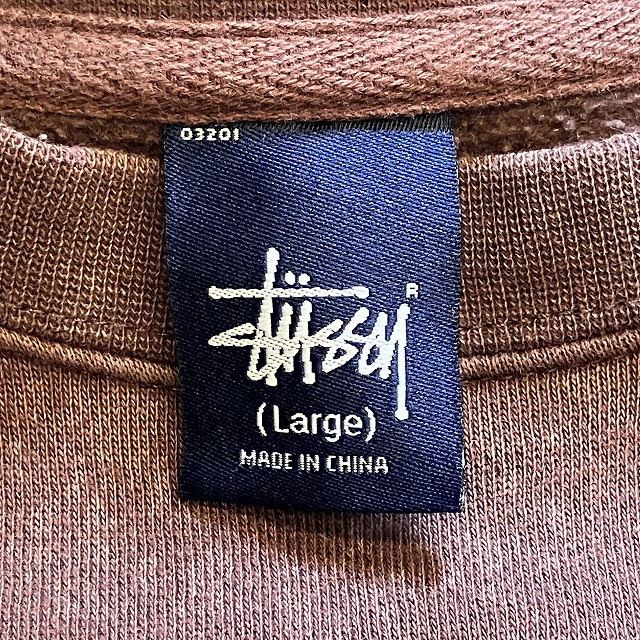 03201
Stüssy
R
(Large)
MADE IN CHINA